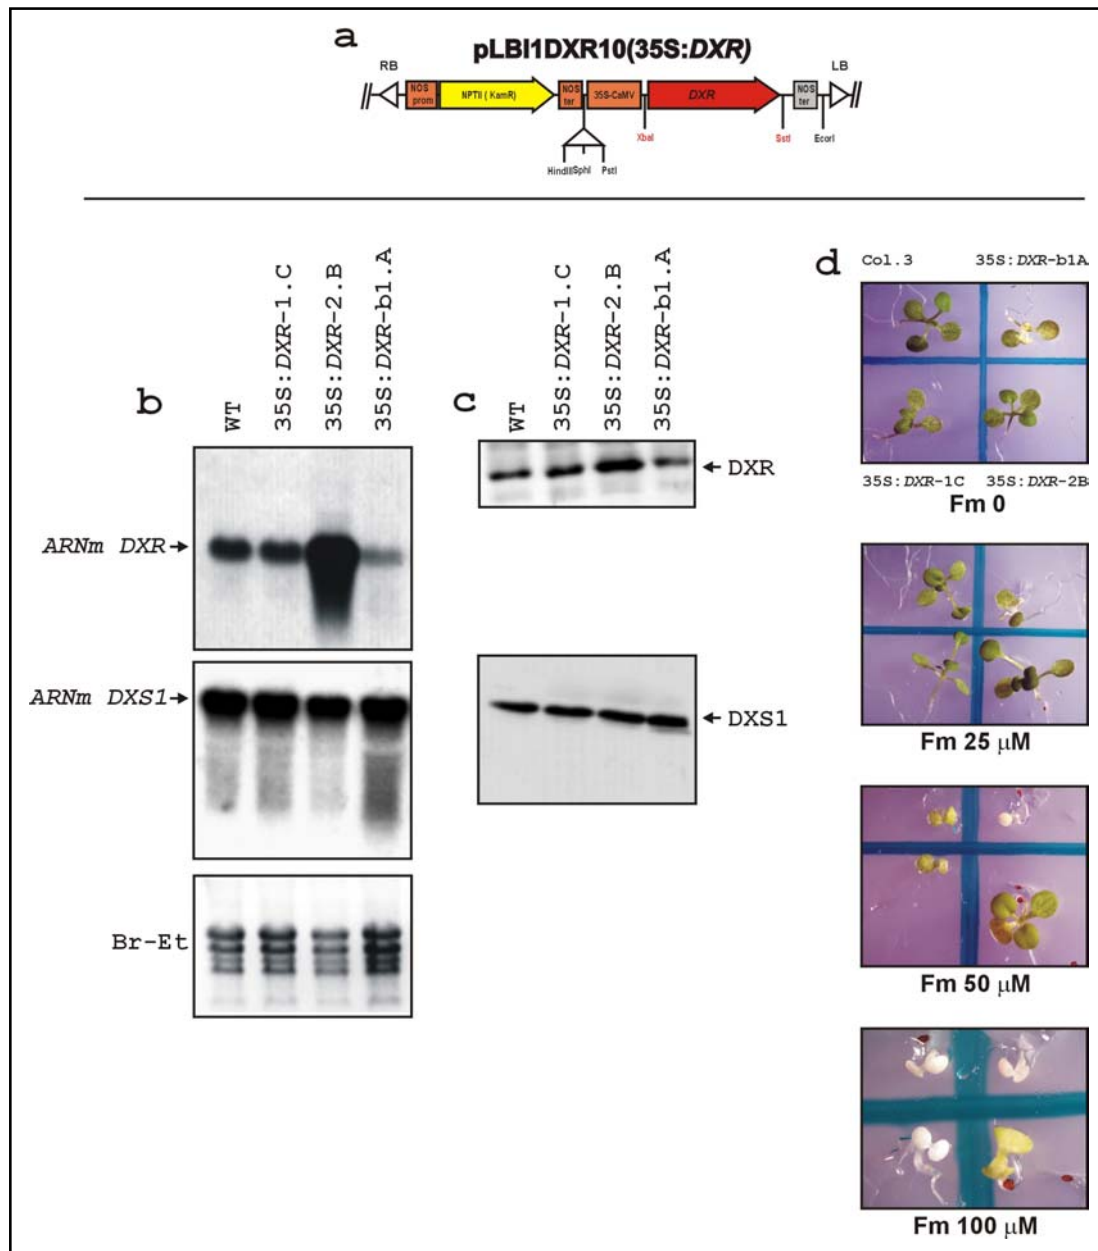 a
pLBI1DXR10(35S:DXR)
RB
LB
NOS prom
NPTII ( KamR)
NOS ter
35S-CaMV
DXR
NOS ter
XbaI
SstI
EcorI
HindIII
SphI
PstI
b
WT
35S:DXR-1.C
35S:DXR-2.B
35S:DXR-b1.A
ARNm DXR
ARNm DXS1
Br-Et
c
WT
35S:DXR-1.C
35S:DXR-2.B
35S:DXR-b1.A
DXR
DXS1
d
Col.3
35S:DXR-b1A
35S:DXR-1C
35S:DXR-2B
Fm 0
Fm 25 μM
Fm 50 μM
Fm 100 μM